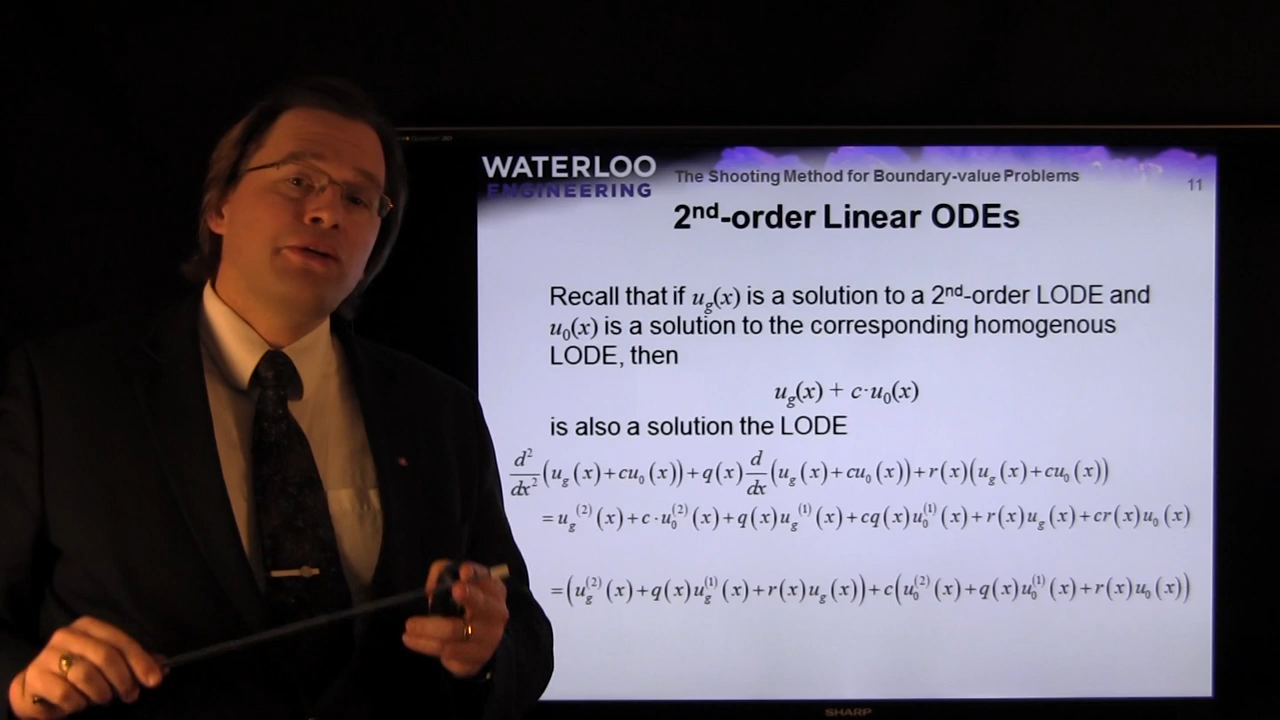 WATERLOO
ENGINEERING
The Shooting Method for Boundary-value Problems
11
2nd-order Linear ODEs
Recall that if u_g(x) is a solution to a 2nd-order LODE and
u_0(x) is a solution to the corresponding homogenous
LODE, then
u_g(x) + c·u_0(x)
is also a solution the LODE
d²/dx² (u_g(x)+cu_0(x))+q(x) d/dx (u_g(x)+cu_0(x))+r(x)(u_g(x)+cu_0(x))
=u_g^(2)(x)+c·u_0^(2)(x)+q(x)u_g^(1)(x)+cq(x)u_0^(1)(x)+r(x)u_g(x)+cr(x)u_0(x)
=(u_g^(2)(x)+q(x)u_g^(1)(x)+r(x)u_g(x))+c(u_0^(2)(x)+q(x)u_0^(1)(x)+r(x)u_0(x))
SHARP